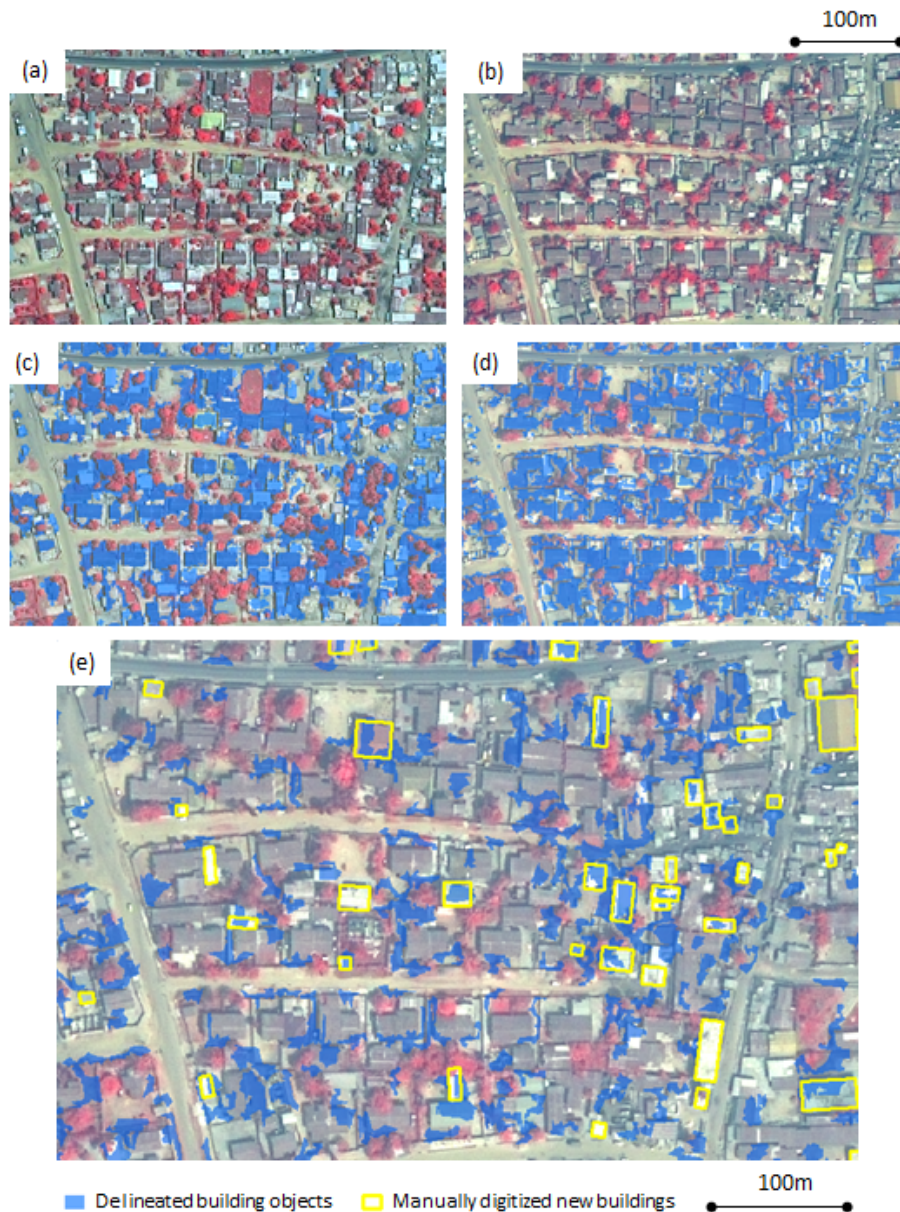 100m
(a)
(b)
(c)
(d)
(e)
Delineated building objects
Manually digitized new buildings
100m